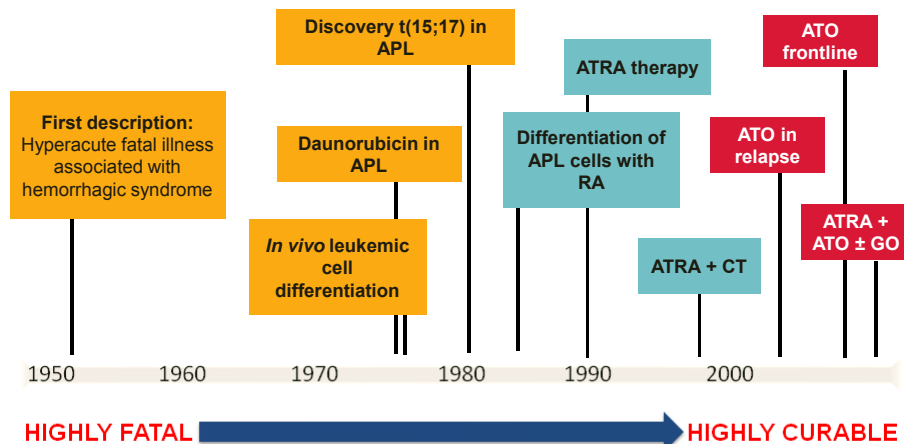 Discovery t(15;17) in
APL
ATO
frontline
ATRA therapy
First description:
Hyperacute fatal illness
associated with
hemorrhagic syndrome
Daunorubicin in
APL
Differentiation of
APL cells with
RA
ATO in
relapse
In vivo leukemic
cell
differentiation
ATRA + CT
ATRA +
ATO ± GO
1950 1960 1970 1980 1990 2000
HIGHLY FATAL HIGHLY CURABLE